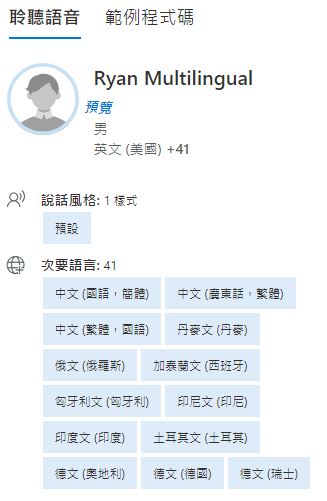 聆聽語音 範例程式碼
Ryan Multilingual
預覽
男
英文 (美國) +41
說話風格: 1 樣式
預設
次要語言: 41
中文 (國語，簡體) 中文 (廣東話，繁體)
中文 (繁體，國語) 丹麥文 (丹麥)
俄文 (俄羅斯) 加泰蘭文 (西班牙)
匈牙利文 (匈牙利) 印尼文 (印尼)
印度文 (印度) 土耳其文 (土耳其)
德文 (奧地利) 德文 (德國) 德文 (瑞士)